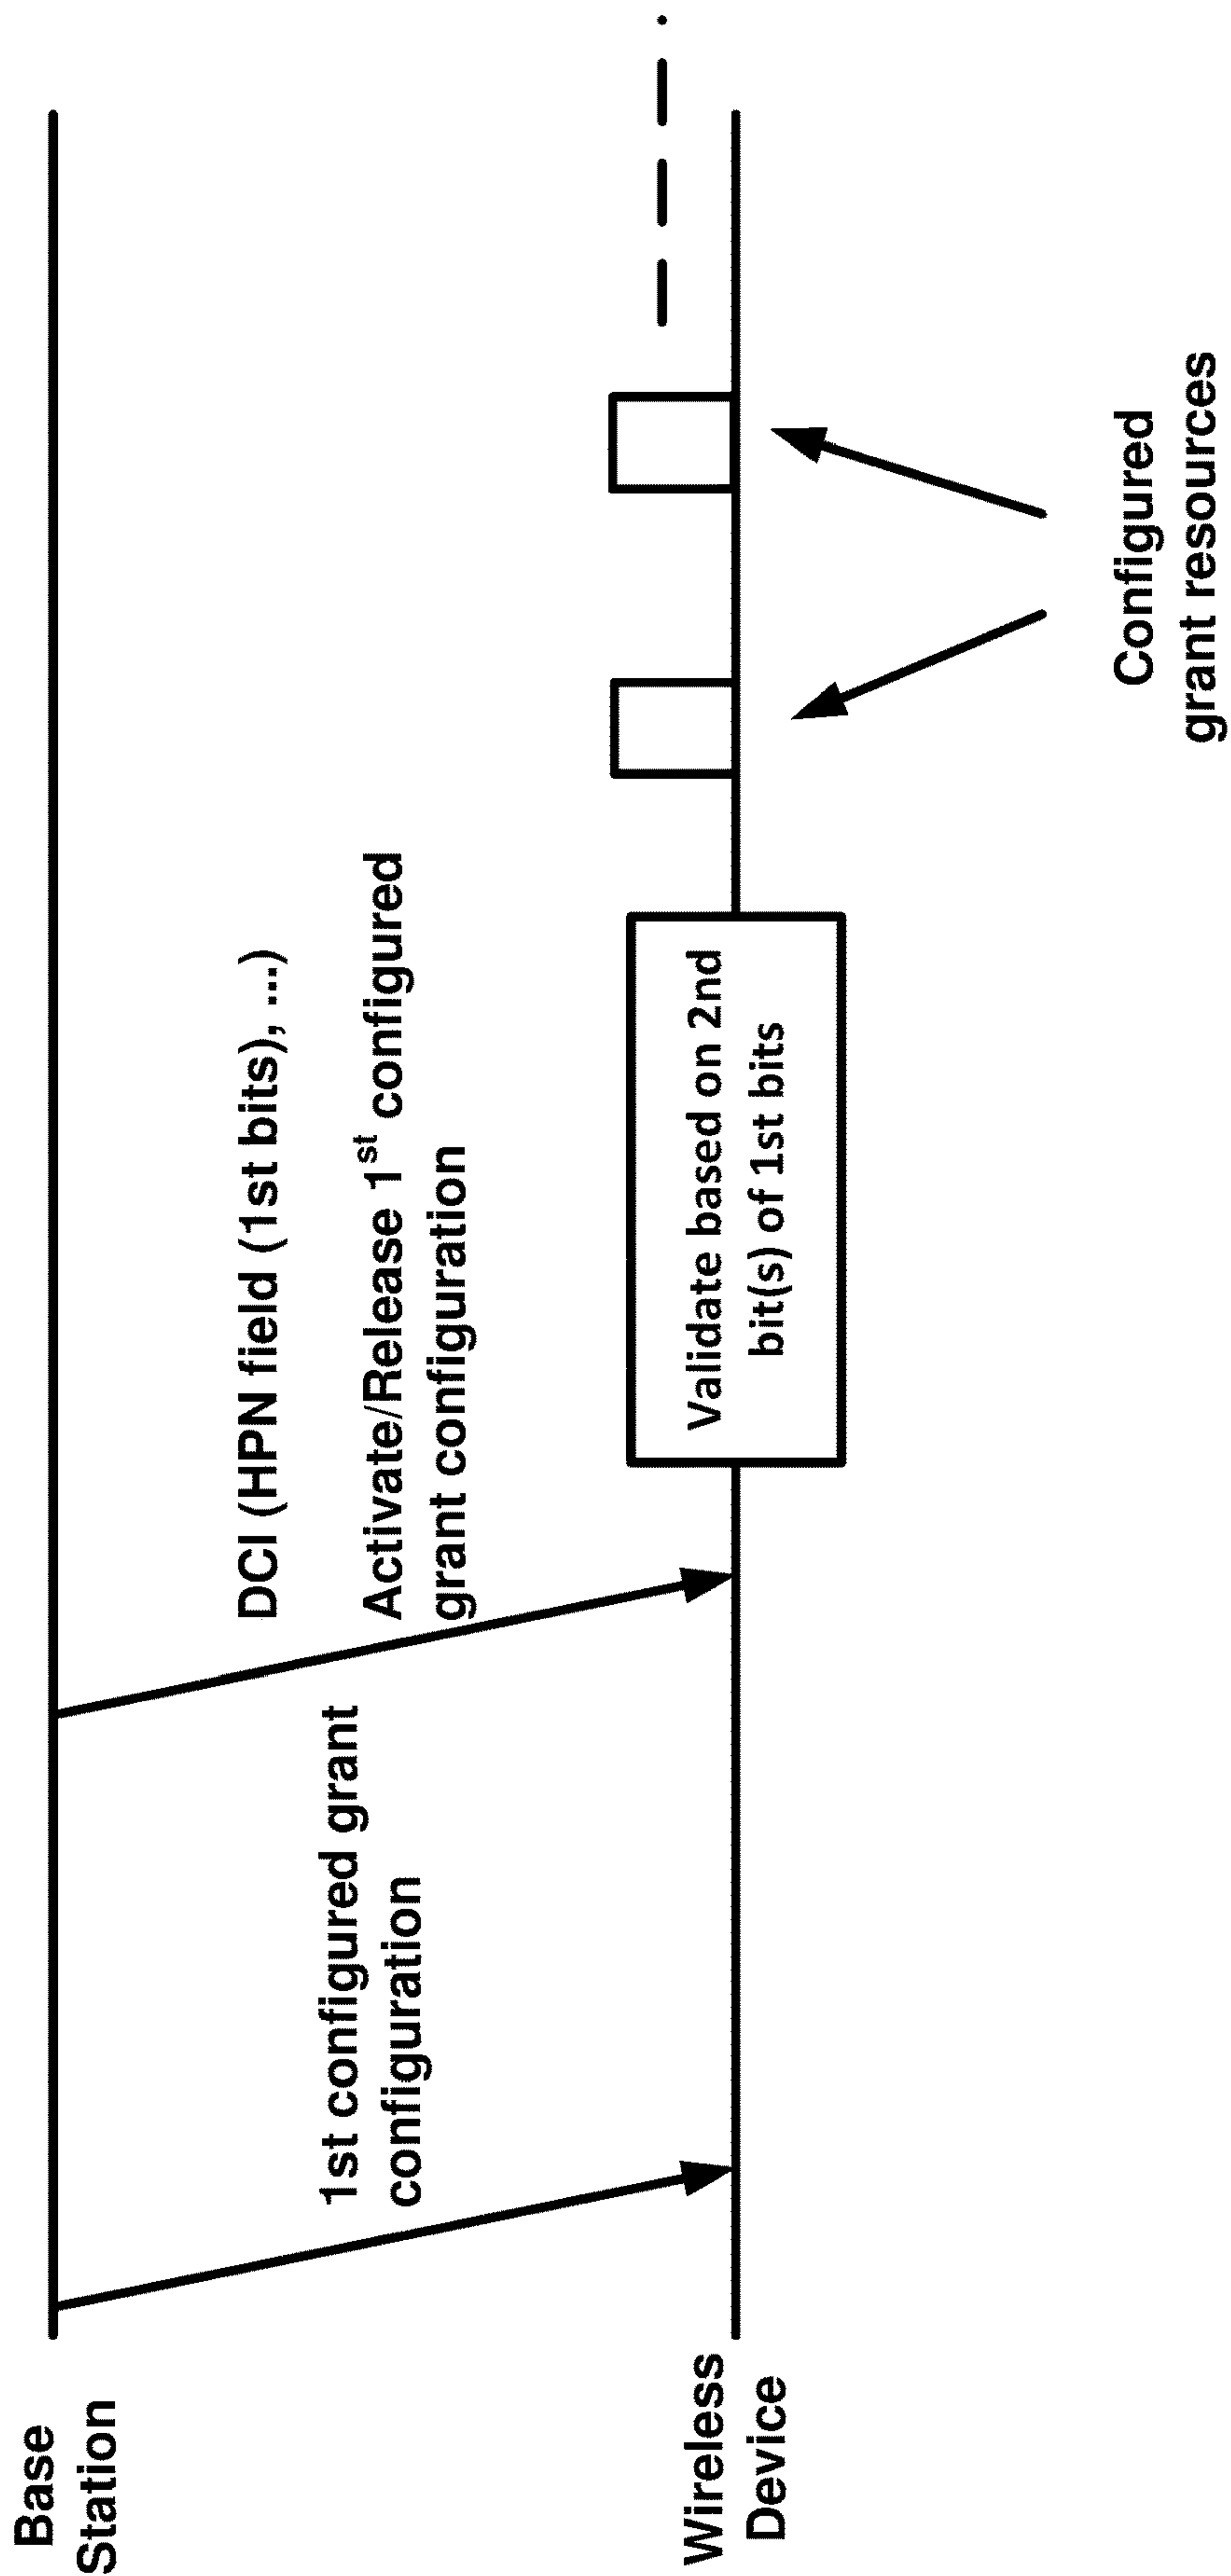 Base
Station
1st configured grant
configuration
DCI (HPN field (1st bits), ...)
Activate/Release 1st configured
grant configuration
Wireless
Device
Validate based on 2nd
bit(s) of 1st bits
Configured
grant resources